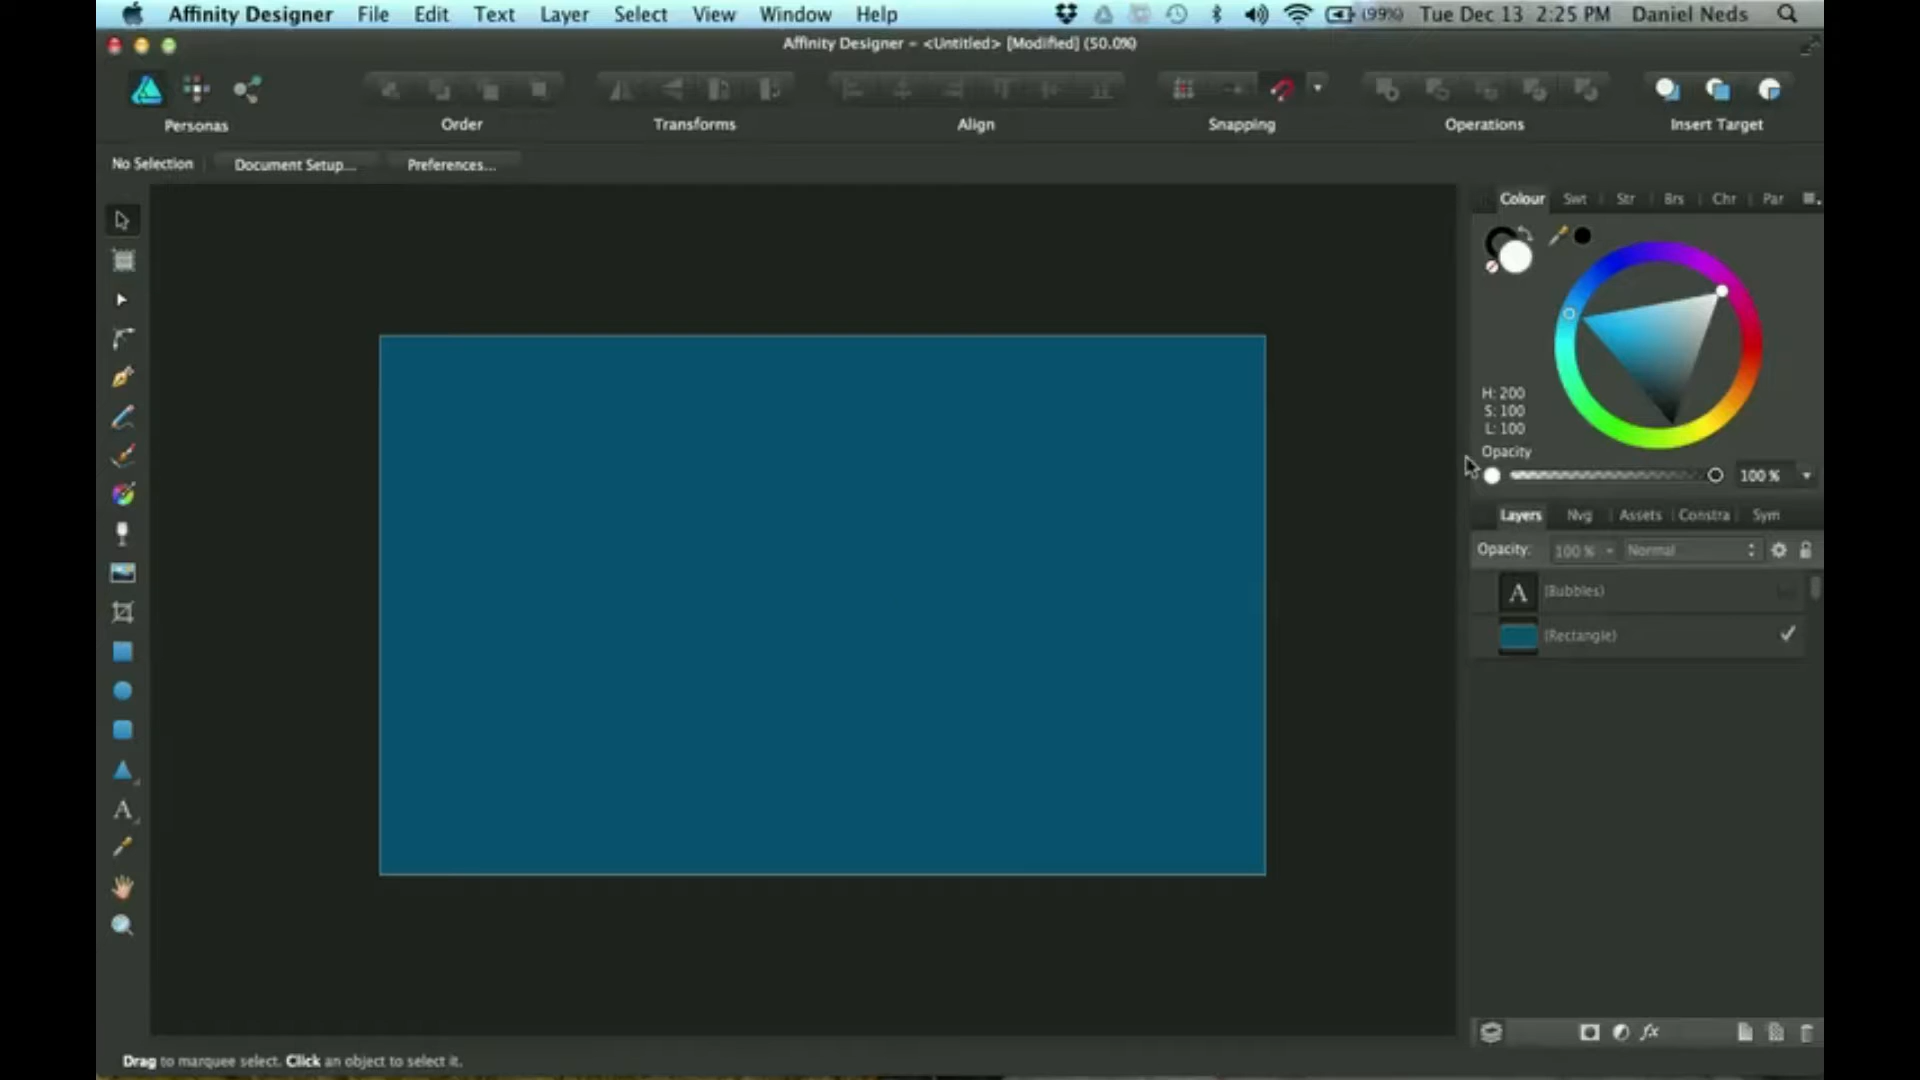 Affinity Designer File Edit Text Layer Select View Window Help (99%) Tue Dec 13 2:25 PM Daniel Neds
Affinity Designer - <Untitled> [Modified] (50.0%)
Personas Order Transforms Align Snapping Operations Insert Target
No Selection Document Setup... Preferences...
Colour Swt Str Brs Chr Par
H: 200
S: 100
L: 100
Opacity
100 %
Layers Nvg Assets Constra Sym
Opacity: 100 % Normal
A (Bubbles)
(Rectangle)
A
fx
Drag to marquee select. Click an object to select it.